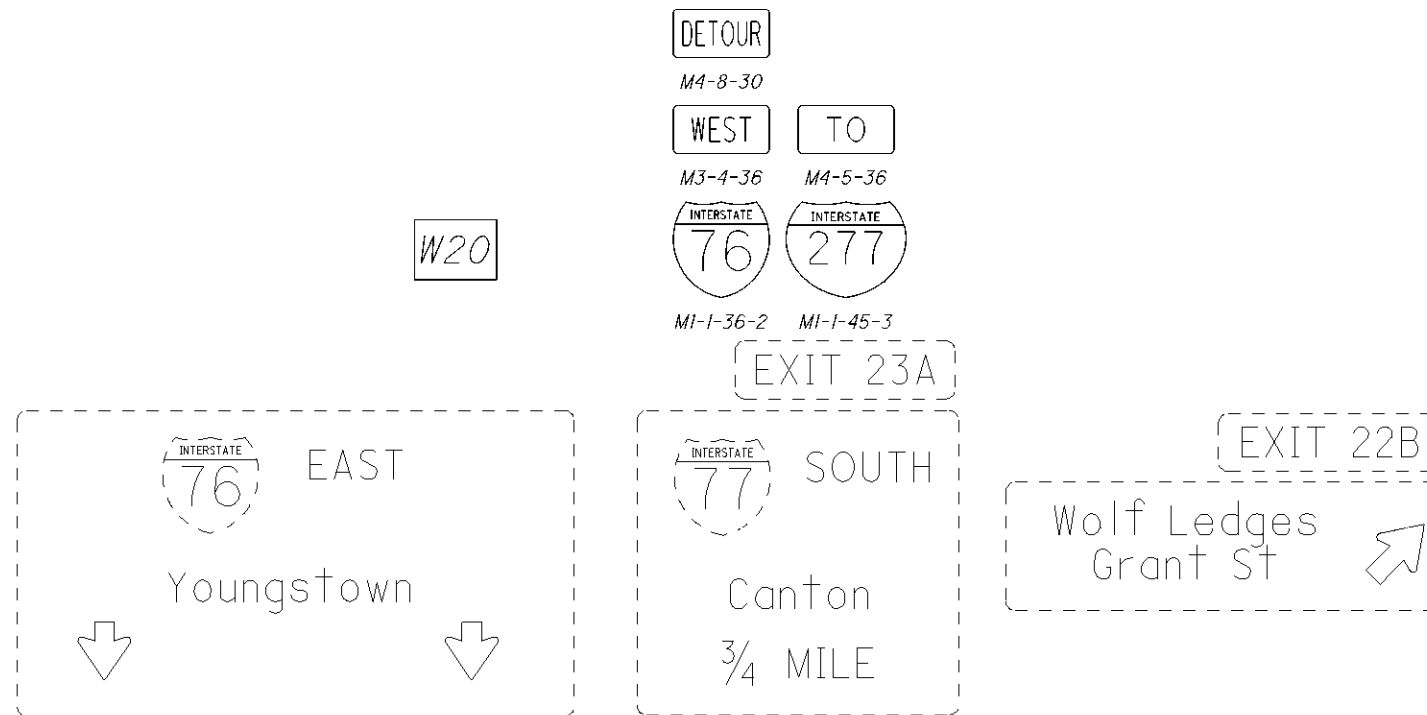 DETOUR
M4-8-30
WEST TO
M3-4-36 M4-5-36
INTERSTATE INTERSTATE
76 277
W20
M1-1-36-2 M1-1-45-3
EXIT 23A
INTERSTATE
76 EAST
Youngstown
INTERSTATE
77 SOUTH
Canton
3/4 MILE
EXIT 22B
Wolf Ledges
Grant St